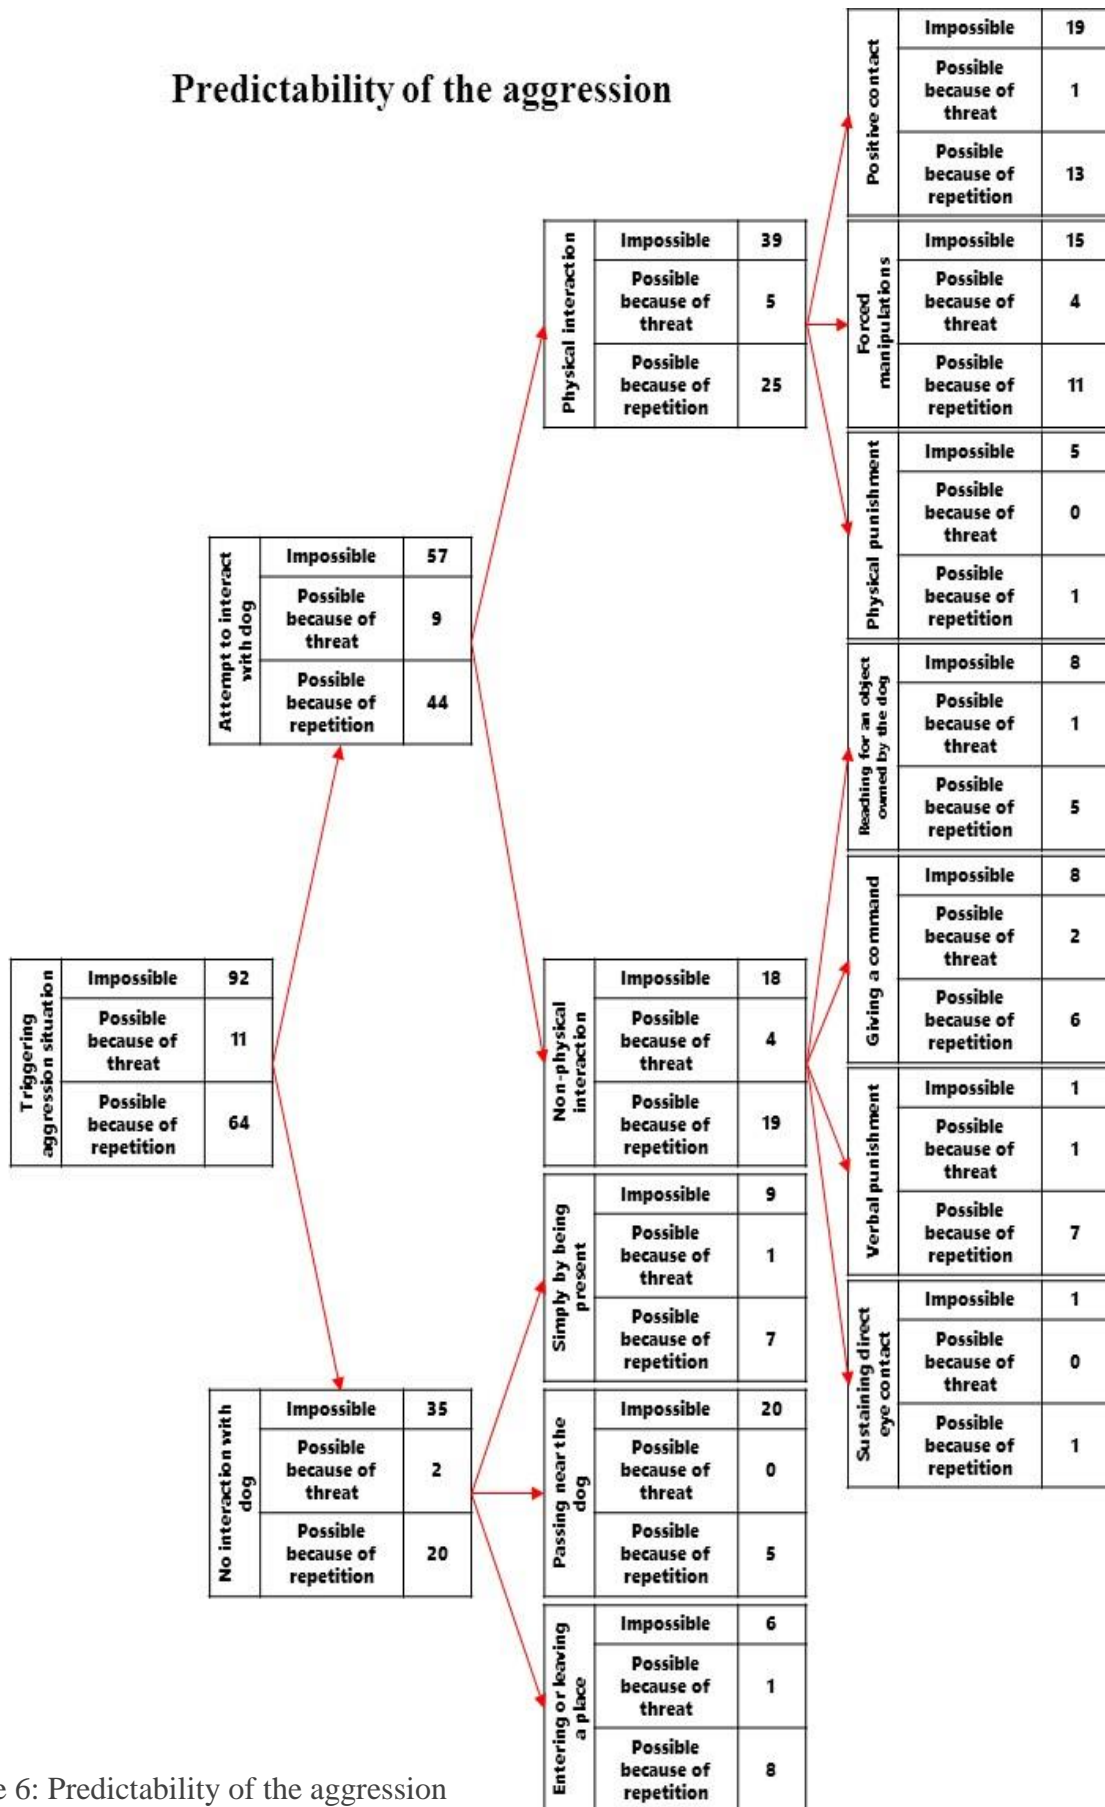 Predictability of the aggression
Positive contact
Impossible 19
Possible
because of
threat
1
Possible
because of
repetition
13
Physical interaction
Impossible 39
Possible
because of
threat
5
Possible
because of
repetition
25
Forced
manipulations
Impossible 15
Possible
because of
threat
4
Possible
because of
repetition
11
Physical punishment
Impossible 5
Possible
because of
threat
0
Possible
because of
repetition
1
Attempt to interact
with dog
Impossible 57
Possible
because of
threat
9
Possible
because of
repetition
44
Reaching for an object
owned by the dog
Impossible 8
Possible
because of
threat
1
Possible
because of
repetition
5
Giving a command
Impossible 8
Possible
because of
threat
2
Possible
because of
repetition
6
Triggering
aggression situation
Impossible 92
Possible
because of
threat
11
Possible
because of
repetition
64
Non-physical
interaction
Impossible 18
Possible
because of
threat
4
Possible
because of
repetition
19
Verbal punishment
Impossible 1
Possible
because of
threat
1
Possible
because of
repetition
7
Simply by being
present
Impossible 9
Possible
because of
threat
1
Possible
because of
repetition
7
Sustaining direct
eye contact
Impossible 1
Possible
because of
threat
0
Possible
because of
repetition
1
No interaction with
dog
Impossible 35
Possible
because of
threat
2
Possible
because of
repetition
20
Passing near the
dog
Impossible 20
Possible
because of
threat
0
Possible
because of
repetition
5
Entering or leaving
a place
Impossible 6
Possible
because of
threat
1
Possible
because of
repetition
8
e 6: Predictability of the aggression